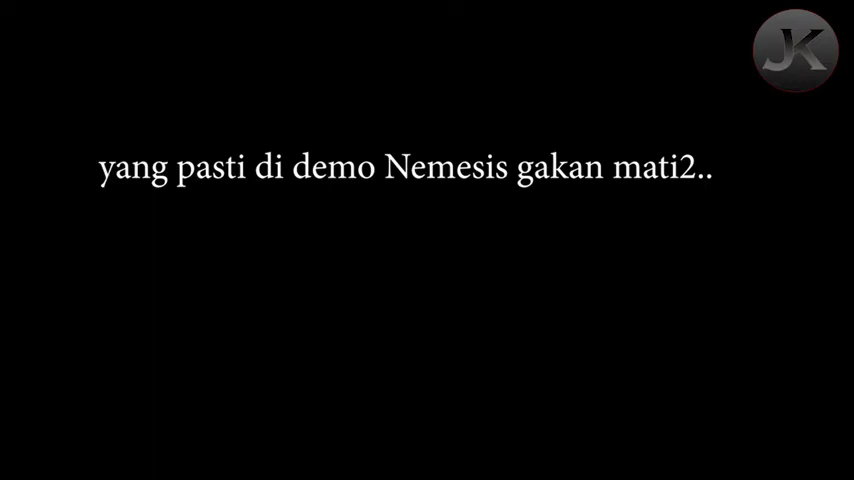 JK
yang pasti di demo Nemesis gakan mati2..